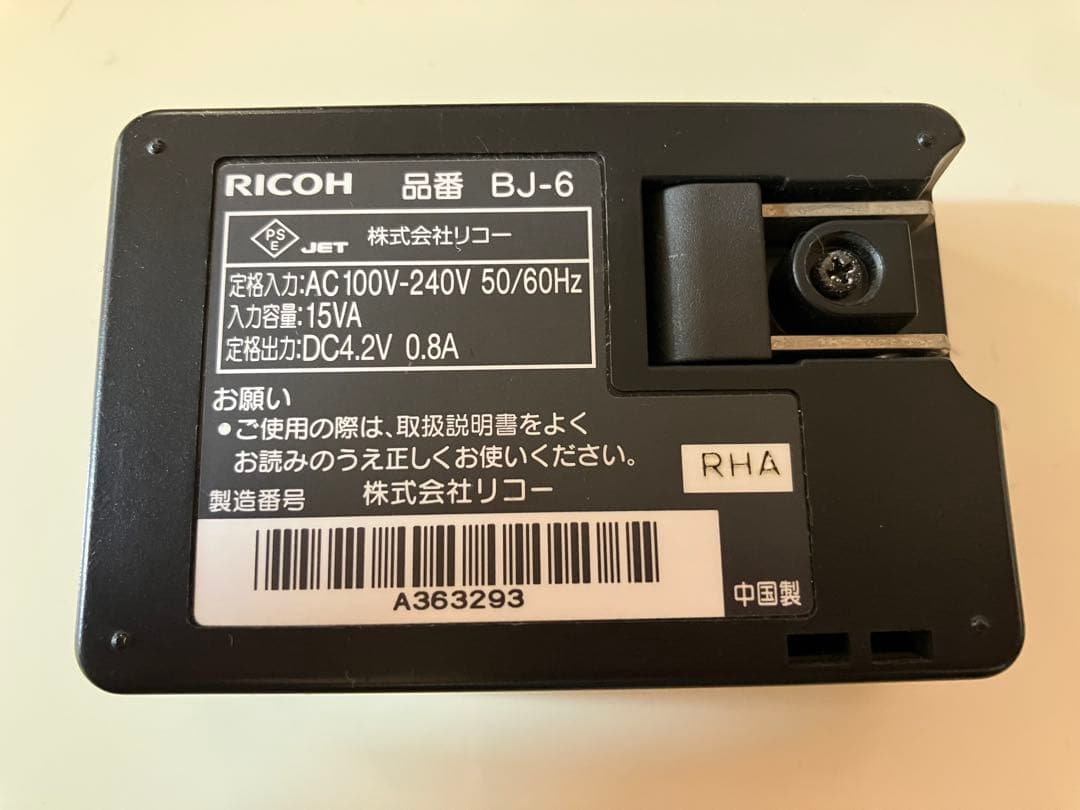 RICOH 品番 BJ-6
PS
E
JET 株式会社リコー
定格入力:AC100V-240V 50/60Hz
入力容量:15VA
定格出力:DC4.2V 0.8A
お願い
●ご使用の際は、取扱説明書をよく
お読みのうえ正しくお使いください。
RHA
製造番号 株式会社リコー
A363293
中国製